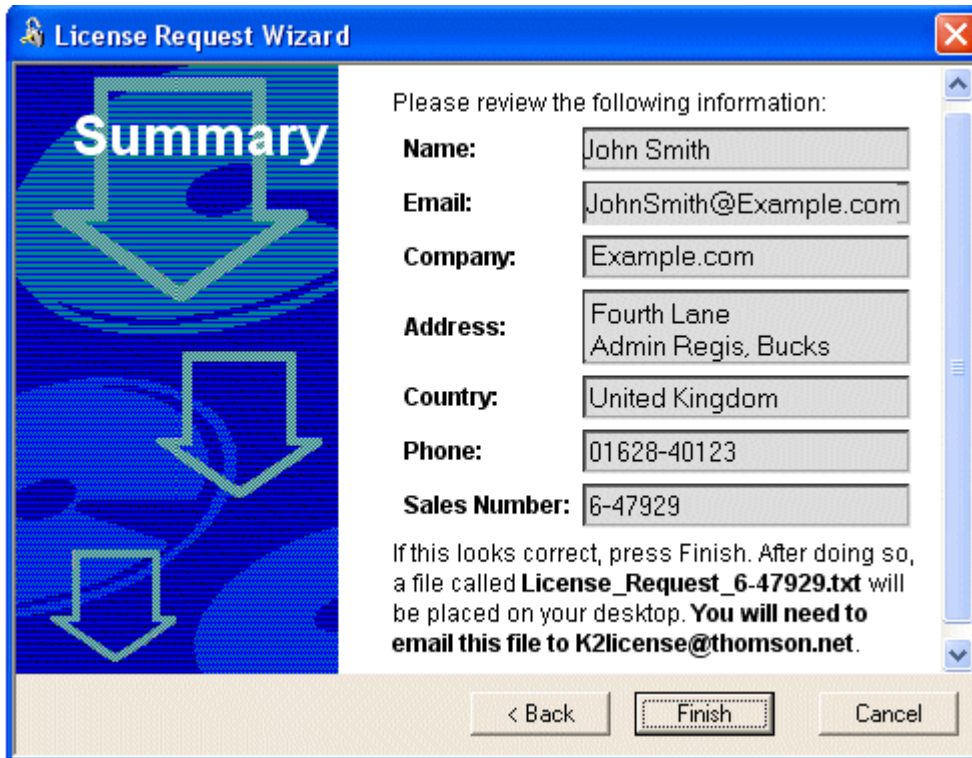 License Request Wizard
Summary
Please review the following information:
Name: John Smith
Email: JohnSmith@Example.com
Company: Example.com
Address: Fourth Lane
Admin Regis, Bucks
Country: United Kingdom
Phone: 01628-40123
Sales Number: 6-47929
If this looks correct, press Finish. After doing so,
a file called License_Request_6-47929.txt will
be placed on your desktop. You will need to
email this file to K2license@thomson.net.
< Back Finish Cancel